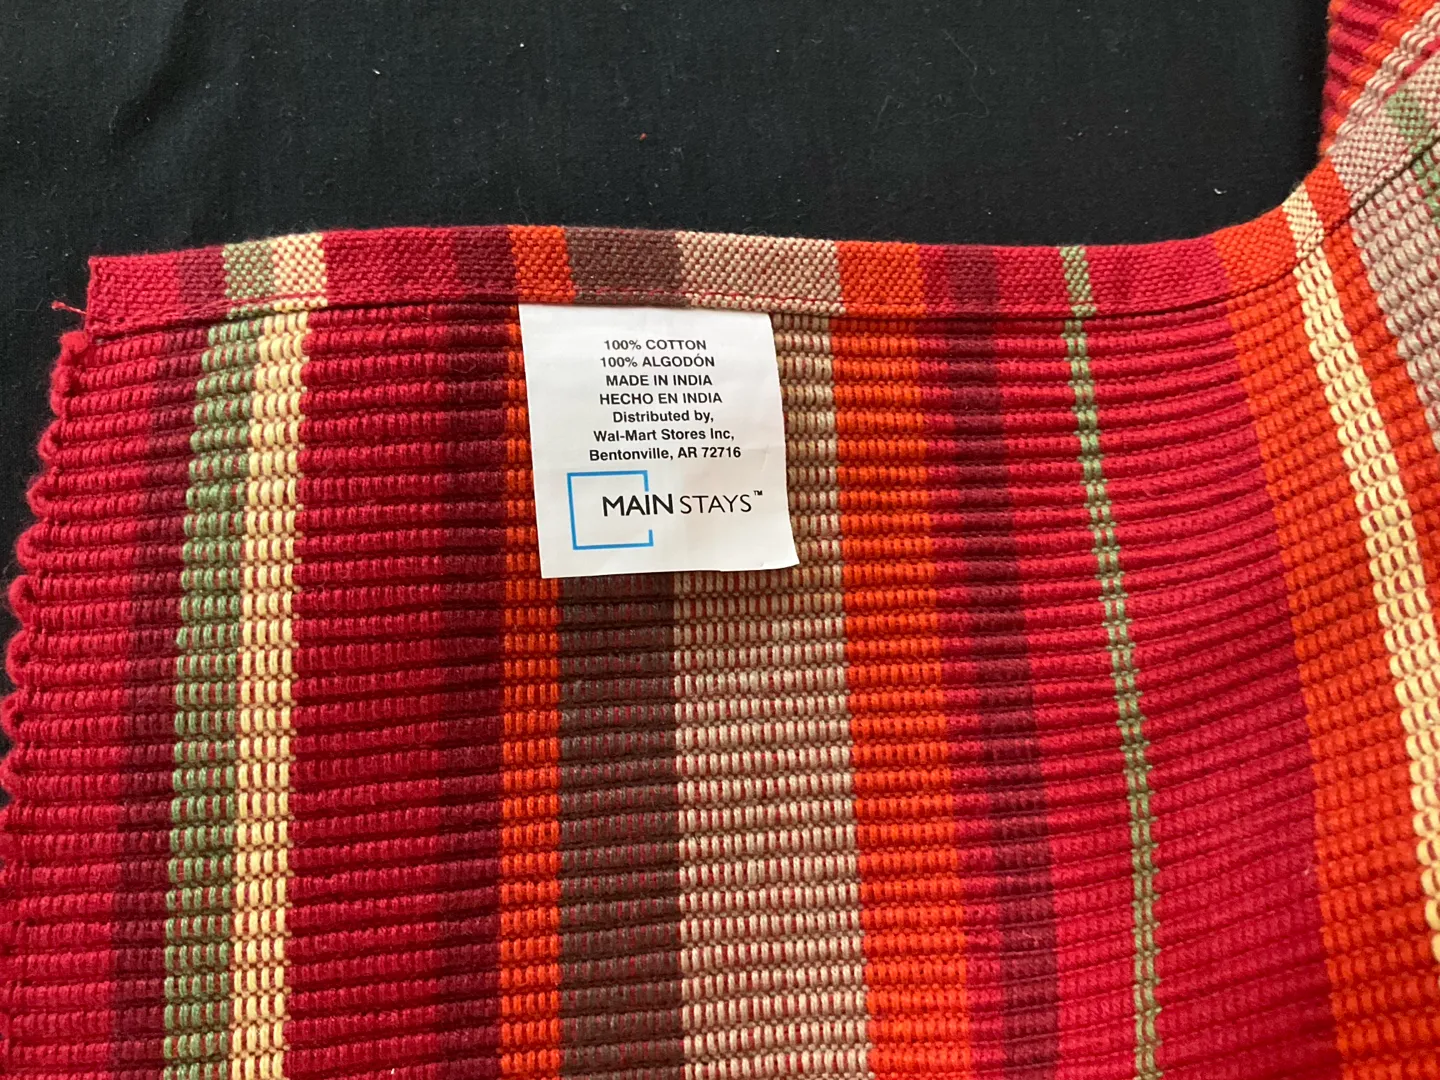 100% COTTON
100% ALGODÓN
MADE IN INDIA
HECHO EN INDIA
Distributed by,
Wal-Mart Stores Inc,
Bentonville, AR 72716
MAINSTAYS™